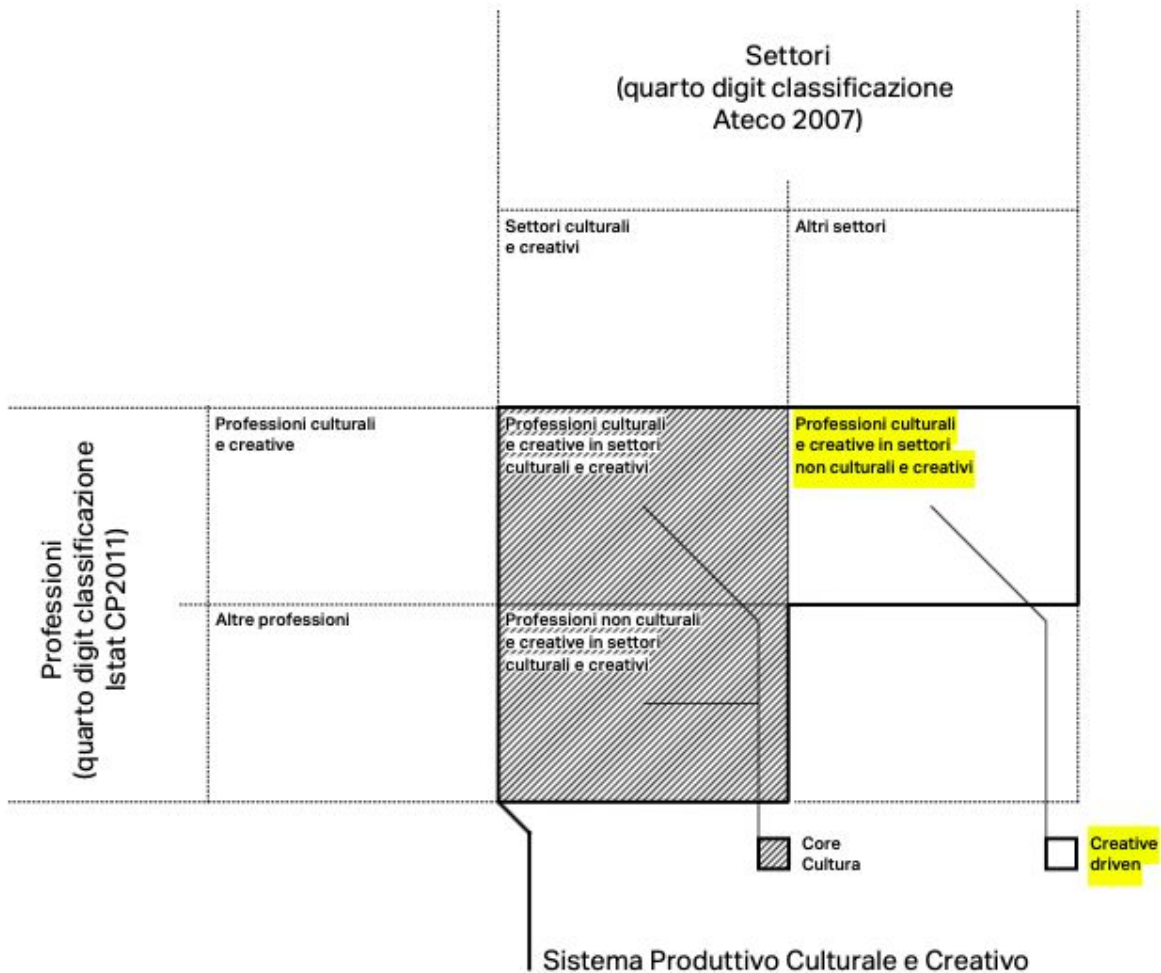 Settori
(quarto digit classificazione
Ateco 2007)
Settori culturali
e creativi
Altri settori
Professioni
(quarto digit classificazione
Istat CP2011)
Professioni culturali
e creative
Professioni culturali
e creative in settori
culturali e creativi
Professioni culturali
e creative in settori
non culturali e creativi
Altre professioni
Professioni non culturali
e creative in settori
culturali e creativi
Core
Cultura
Creative
driven
Sistema Produttivo Culturale e Creativo